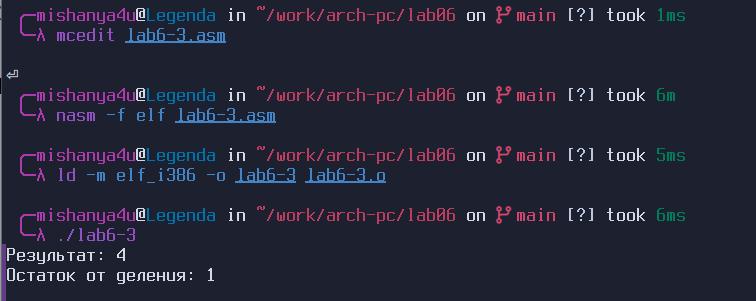 mishanya4u@Legenda in ~/work/arch-pc/lab06 on main [?] took 1ms
λ mcedit lab6-3.asm
⏎
mishanya4u@Legenda in ~/work/arch-pc/lab06 on main [?] took 6m
λ nasm -f elf lab6-3.asm
mishanya4u@Legenda in ~/work/arch-pc/lab06 on main [?] took 5ms
λ ld -m elf_i386 -o lab6-3 lab6-3.o
mishanya4u@Legenda in ~/work/arch-pc/lab06 on main [?] took 6ms
λ ./lab6-3
Результат: 4
Остаток от деления: 1